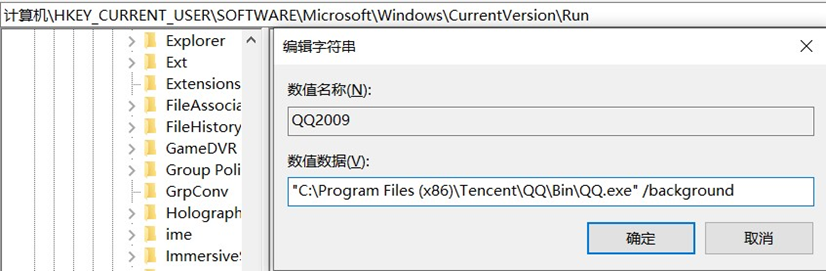 计算机\HKEY_CURRENT_USER\SOFTWARE\Microsoft\Windows\CurrentVersion\Run
Explorer
Ext
Extensions
FileAssocia
FileHistory
GameDVR
Group Poli
GrpConv
Holograph
ime
Immersive
编辑字符串
数值名称(N):
QQ2009
数值数据(V):
"C:\Program Files (x86)\Tencent\QQ\Bin\QQ.exe" /background
确定
取消